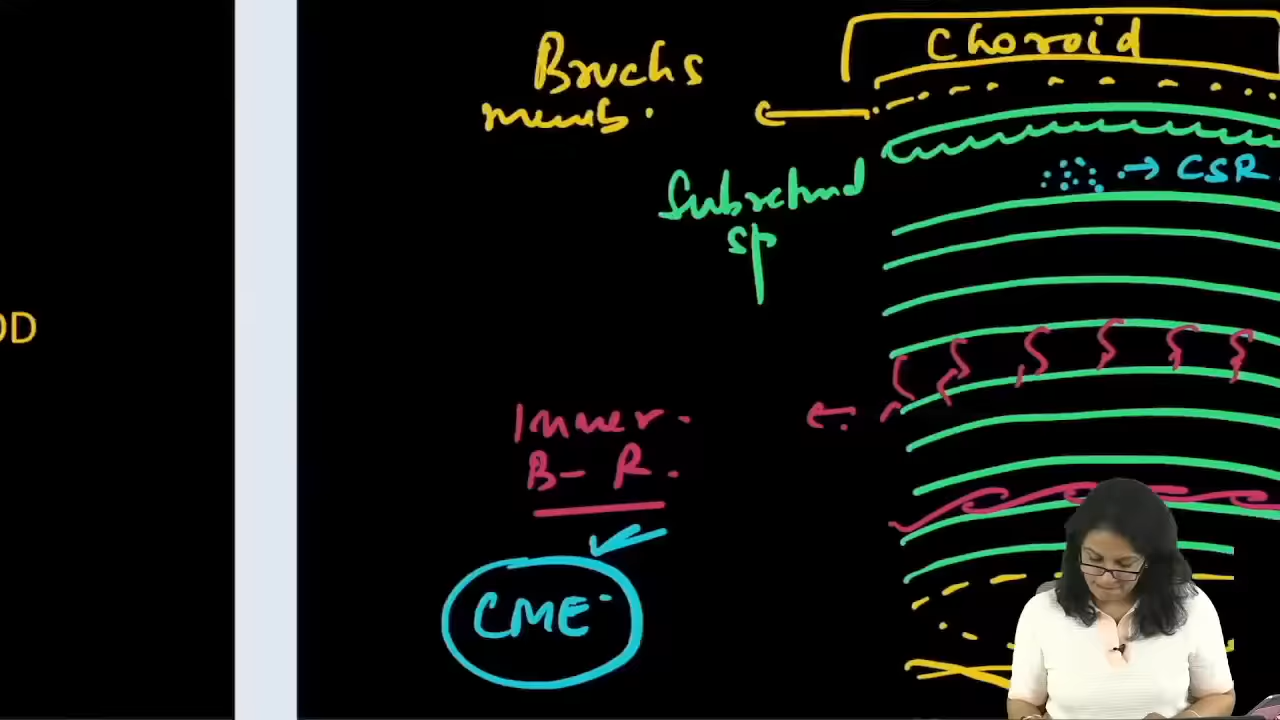 Choroid
Bruchs
memb.
CSR.
Subretinal
sp
OD
Inner.
B- R.
CME